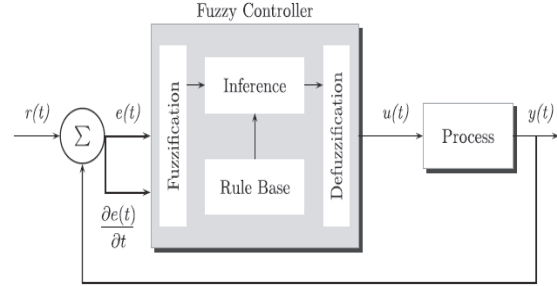 Fuzzy Controller
r(t)
Σ
e(t)
∂e(t)
∂t
Fuzzification
Inference
Rule Base
Defuzzification
u(t)
Process
y(t)